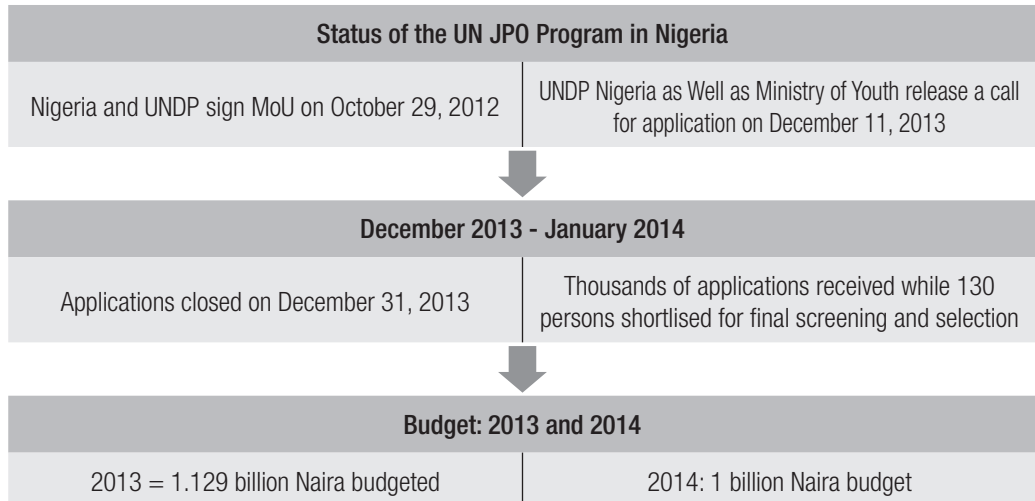 Status of the UN JPO Program in Nigeria
Nigeria and UNDP sign MoU on October 29, 2012
UNDP Nigeria as Well as Ministry of Youth release a call
for application on December 11, 2013
December 2013 - January 2014
Applications closed on December 31, 2013
Thousands of applications received while 130
persons shortlised for final screening and selection
Budget: 2013 and 2014
2013 = 1.129 billion Naira budgeted
2014: 1 billion Naira budget